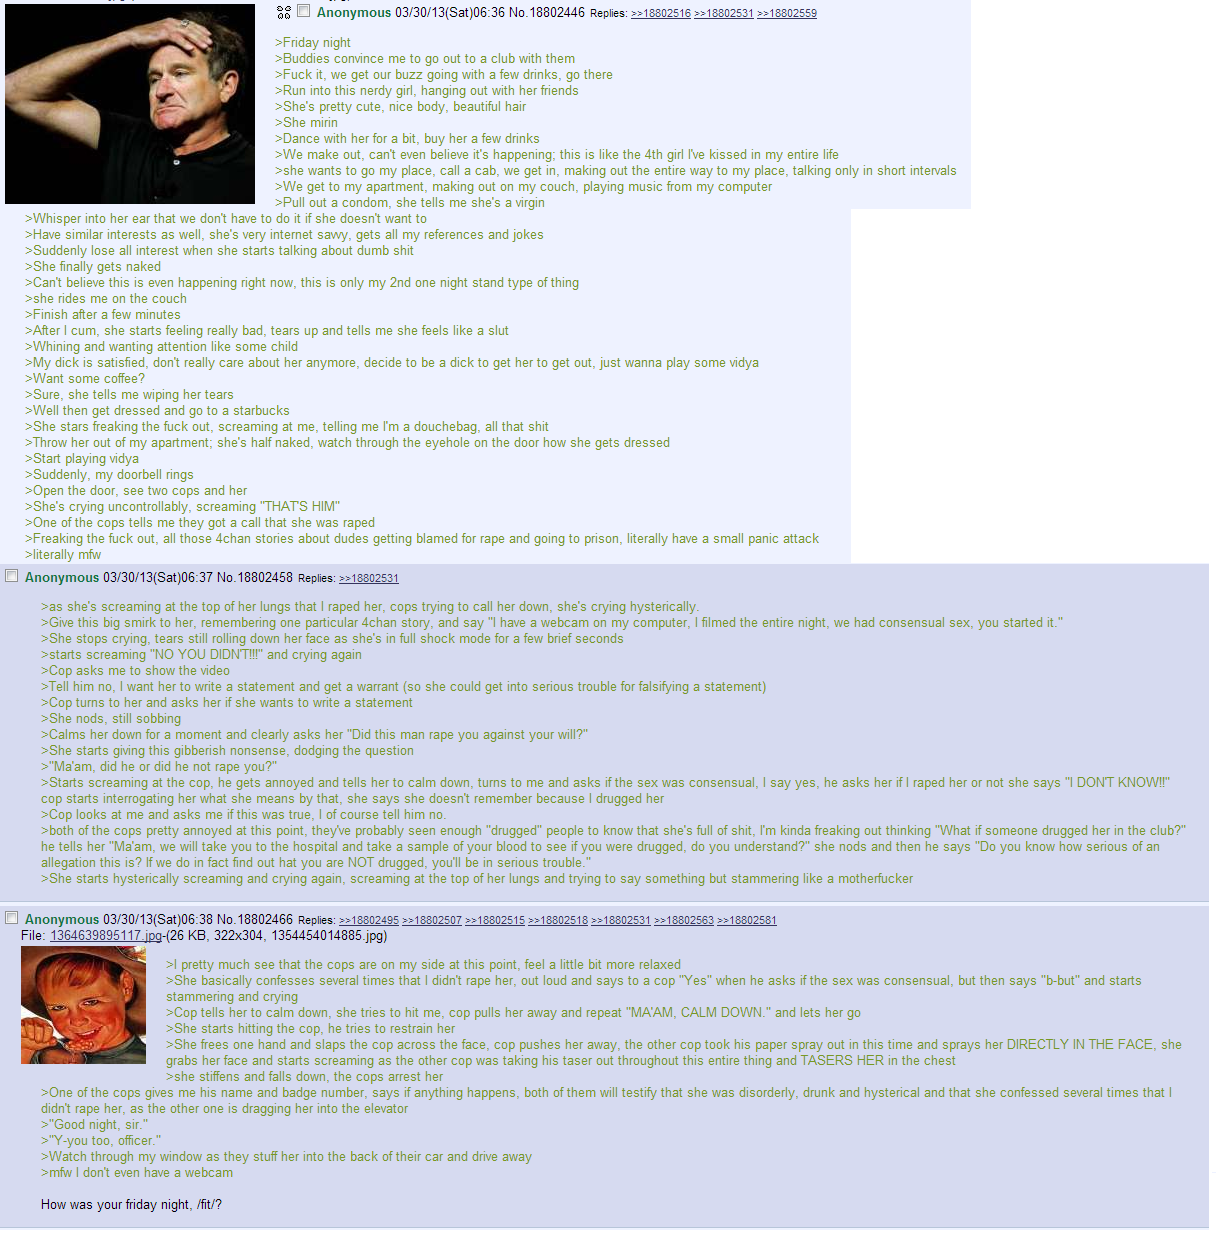 Anonymous 03/30/13(Sat)06:36 No.18802446 Replies: >>18802516 >>18802531 >>18802559
>Friday night
>Buddies convince me to go out to a club with them
>Fuck it, we get our buzz going with a few drinks, go there
>Run into this nerdy girl, hanging out with her friends
>She's pretty cute, nice body, beautiful hair
>She mirin
>Dance with her for a bit, buy her a few drinks
>We make out, can't even believe it's happening; this is like the 4th girl I've kissed in my entire life
>she wants to go my place, call a cab, we get in, making out the entire way to my place, talking only in short intervals
>We get to my apartment, making out on my couch, playing music from my computer
>Pull out a condom, she tells me she's a virgin
>Whisper into her ear that we don't have to do it if she doesn't want to
>Have similar interests as well, she's very internet savvy, gets all my references and jokes
>Suddenly lose all interest when she starts talking about dumb shit
>She finally gets naked
>Can't believe this is even happening right now, this is only my 2nd one night stand type of thing
>she rides me on the couch
>Finish after a few minutes
>After I cum, she starts feeling really bad, tears up and tells me she feels like a slut
>Whining and wanting attention like some child
>My dick is satisfied, don't really care about her anymore, decide to be a dick to get her to get out, just wanna play some vidya
>Want some coffee?
>Sure, she tells me wiping her tears
>Well then get dressed and go to a starbucks
>She stars freaking the fuck out, screaming at me, telling me I'm a douchebag, all that shit
>Throw her out of my apartment; she's half naked, watch through the eyehole on the door how she gets dressed
>Start playing vidya
>Suddenly, my doorbell rings
>Open the door, see two cops and her
>She's crying uncontrollably, screaming "THAT'S HIM"
>One of the cops tells me they got a call that she was raped
>Freaking the fuck out, all those 4chan stories about dudes getting blamed for rape and going to prison, literally have a small panic attack
>literally mfw
Anonymous 03/30/13(Sat)06:37 No.18802458 Replies: >>18802531
>as she's screaming at the top of her lungs that I raped her, cops trying to call her down, she's crying hysterically.
>Give this big smirk to her, remembering one particular 4chan story, and say "I have a webcam on my computer, I filmed the entire night, we had consensual sex, you started it."
>She stops crying, tears still rolling down her face as she's in full shock mode for a few brief seconds
>starts screaming "NO YOU DIDN'T!!!" and crying again
>Cop asks me to show the video
>Tell him no, I want her to write a statement and get a warrant (so she could get into serious trouble for falsifying a statement)
>Cop turns to her and asks her if she wants to write a statement
>She nods, still sobbing
>Calms her down for a moment and clearly asks her "Did this man rape you against your will?"
>She starts giving this gibberish nonsense, dodging the question
>"Ma'am, did he or did he not rape you?"
>Starts screaming at the cop, he gets annoyed and tells her to calm down, turns to me and asks if the sex was consensual, I say yes, he asks her if I raped her or not she says "I DON'T KNOW!!"
cop starts interrogating her what she means by that, she says she doesn't remember because I drugged her
>Cop looks at me and asks me if this was true, I of course tell him no.
>both of the cops pretty annoyed at this point, they've probably seen enough "drugged" people to know that she's full of shit, I'm kinda freaking out thinking "What if someone drugged her in the club?"
he tells her "Ma'am, we will take you to the hospital and take a sample of your blood to see if you were drugged, do you understand?" she nods and then he says "Do you know how serious of an
allegation this is? If we do in fact find out hat you are NOT drugged, you'll be in serious trouble."
>She starts hysterically screaming and crying again, screaming at the top of her lungs and trying to say something but stammering like a motherfucker
Anonymous 03/30/13(Sat)06:38 No.18802466 Replies: >>18802495 >>18802507 >>18802515 >>18802518 >>18802531 >>18802563 >>18802581
File: 1364639895117.jpg-(26 KB, 322x304, 1354454014885.jpg)
>I pretty much see that the cops are on my side at this point, feel a little bit more relaxed
>She basically confesses several times that I didn't rape her, out loud and says to a cop "Yes" when he asks if the sex was consensual, but then says "b-but" and starts
stammering and crying
>Cop tells her to calm down, she tries to hit me, cop pulls her away and repeat "MA'AM, CALM DOWN." and lets her go
>She starts hitting the cop, he tries to restrain her
>She frees one hand and slaps the cop across the face, cop pushes her away, the other cop took his paper spray out in this time and sprays her DIRECTLY IN THE FACE, she
grabs her face and starts screaming as the other cop was taking his taser out throughout this entire thing and TASERS HER in the chest
>she stiffens and falls down, the cops arrest her
>One of the cops gives me his name and badge number, says if anything happens, both of them will testify that she was disorderly, drunk and hysterical and that she confessed several times that I
didn't rape her, as the other one is dragging her into the elevator
>"Good night, sir."
>"Y-you too, officer."
>Watch through my window as they stuff her into the back of their car and drive away
>mfw I don't even have a webcam
How was your friday night, /fit/?